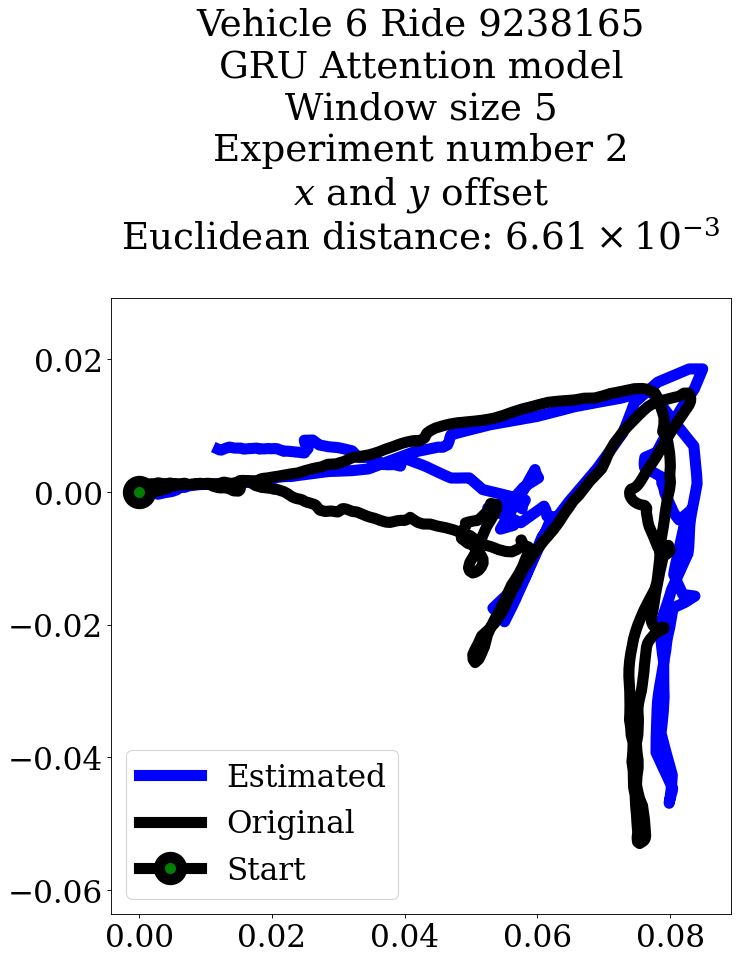 Vehicle 6 Ride 9238165
GRU Attention model
Window size 5
Experiment number 2
x and y offset
Euclidean distance: 6.61 × 10⁻³
0.02
0.00
−0.02
−0.04
−0.06
Estimated
Original
Start
0.00 0.02 0.04 0.06 0.08